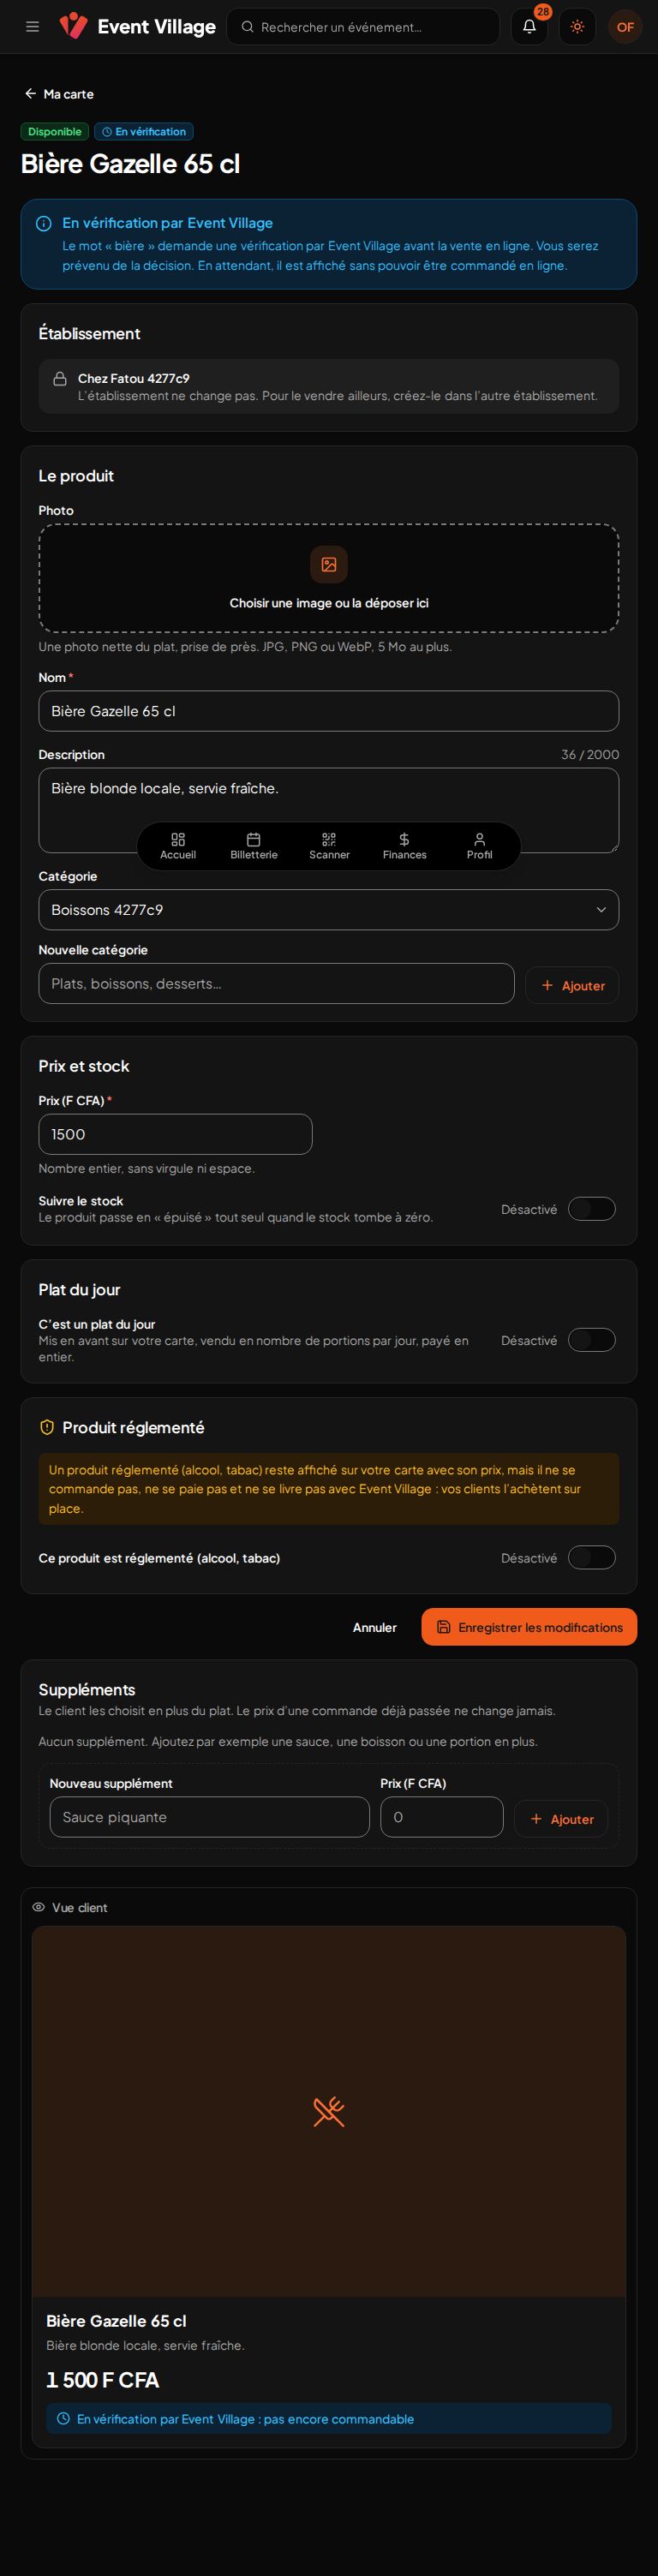 Event Village
Rechercher un événement...
28
OF
Ma carte
Disponible
En vérification
Bière Gazelle 65 cl
En vérification par Event Village
Le mot « bière » demande une vérification par Event Village avant la vente en ligne. Vous serez
prévenu de la décision. En attendant, il est affiché sans pouvoir être commandé en ligne.
Établissement
Chez Fatou 4277c9
L'établissement ne change pas. Pour le vendre ailleurs, créez-le dans l'autre établissement.
Le produit
Photo
Choisir une image ou la déposer ici
Une photo nette du plat, prise de près. JPG, PNG ou WebP, 5 Mo au plus.
Nom *
Bière Gazelle 65 cl
Description
36 / 2000
Bière blonde locale, servie fraîche.
Accueil
Billetterie
Scanner
Finances
Profil
Catégorie
Boissons 4277c9
Nouvelle catégorie
Plats, boissons, desserts...
Ajouter
Prix et stock
Prix (F CFA) *
1500
Nombre entier, sans virgule ni espace.
Suivre le stock
Le produit passe en « épuisé » tout seul quand le stock tombe à zéro.
Désactivé
Plat du jour
C'est un plat du jour
Mis en avant sur votre carte, vendu en nombre de portions par jour, payé en
entier.
Désactivé
Produit réglementé
Un produit réglementé (alcool, tabac) reste affiché sur votre carte avec son prix, mais il ne se
commande pas, ne se paie pas et ne se livre pas avec Event Village : vos clients l'achètent sur
place.
Ce produit est réglementé (alcool, tabac)
Désactivé
Annuler
Enregistrer les modifications
Suppléments
Le client les choisit en plus du plat. Le prix d'une commande déjà passée ne change jamais.
Aucun supplément. Ajoutez par exemple une sauce, une boisson ou une portion en plus.
Nouveau supplément
Prix (F CFA)
Sauce piquante
0
Ajouter
Vue client
Bière Gazelle 65 cl
Bière blonde locale, servie fraîche.
1 500 F CFA
En vérification par Event Village : pas encore commandable